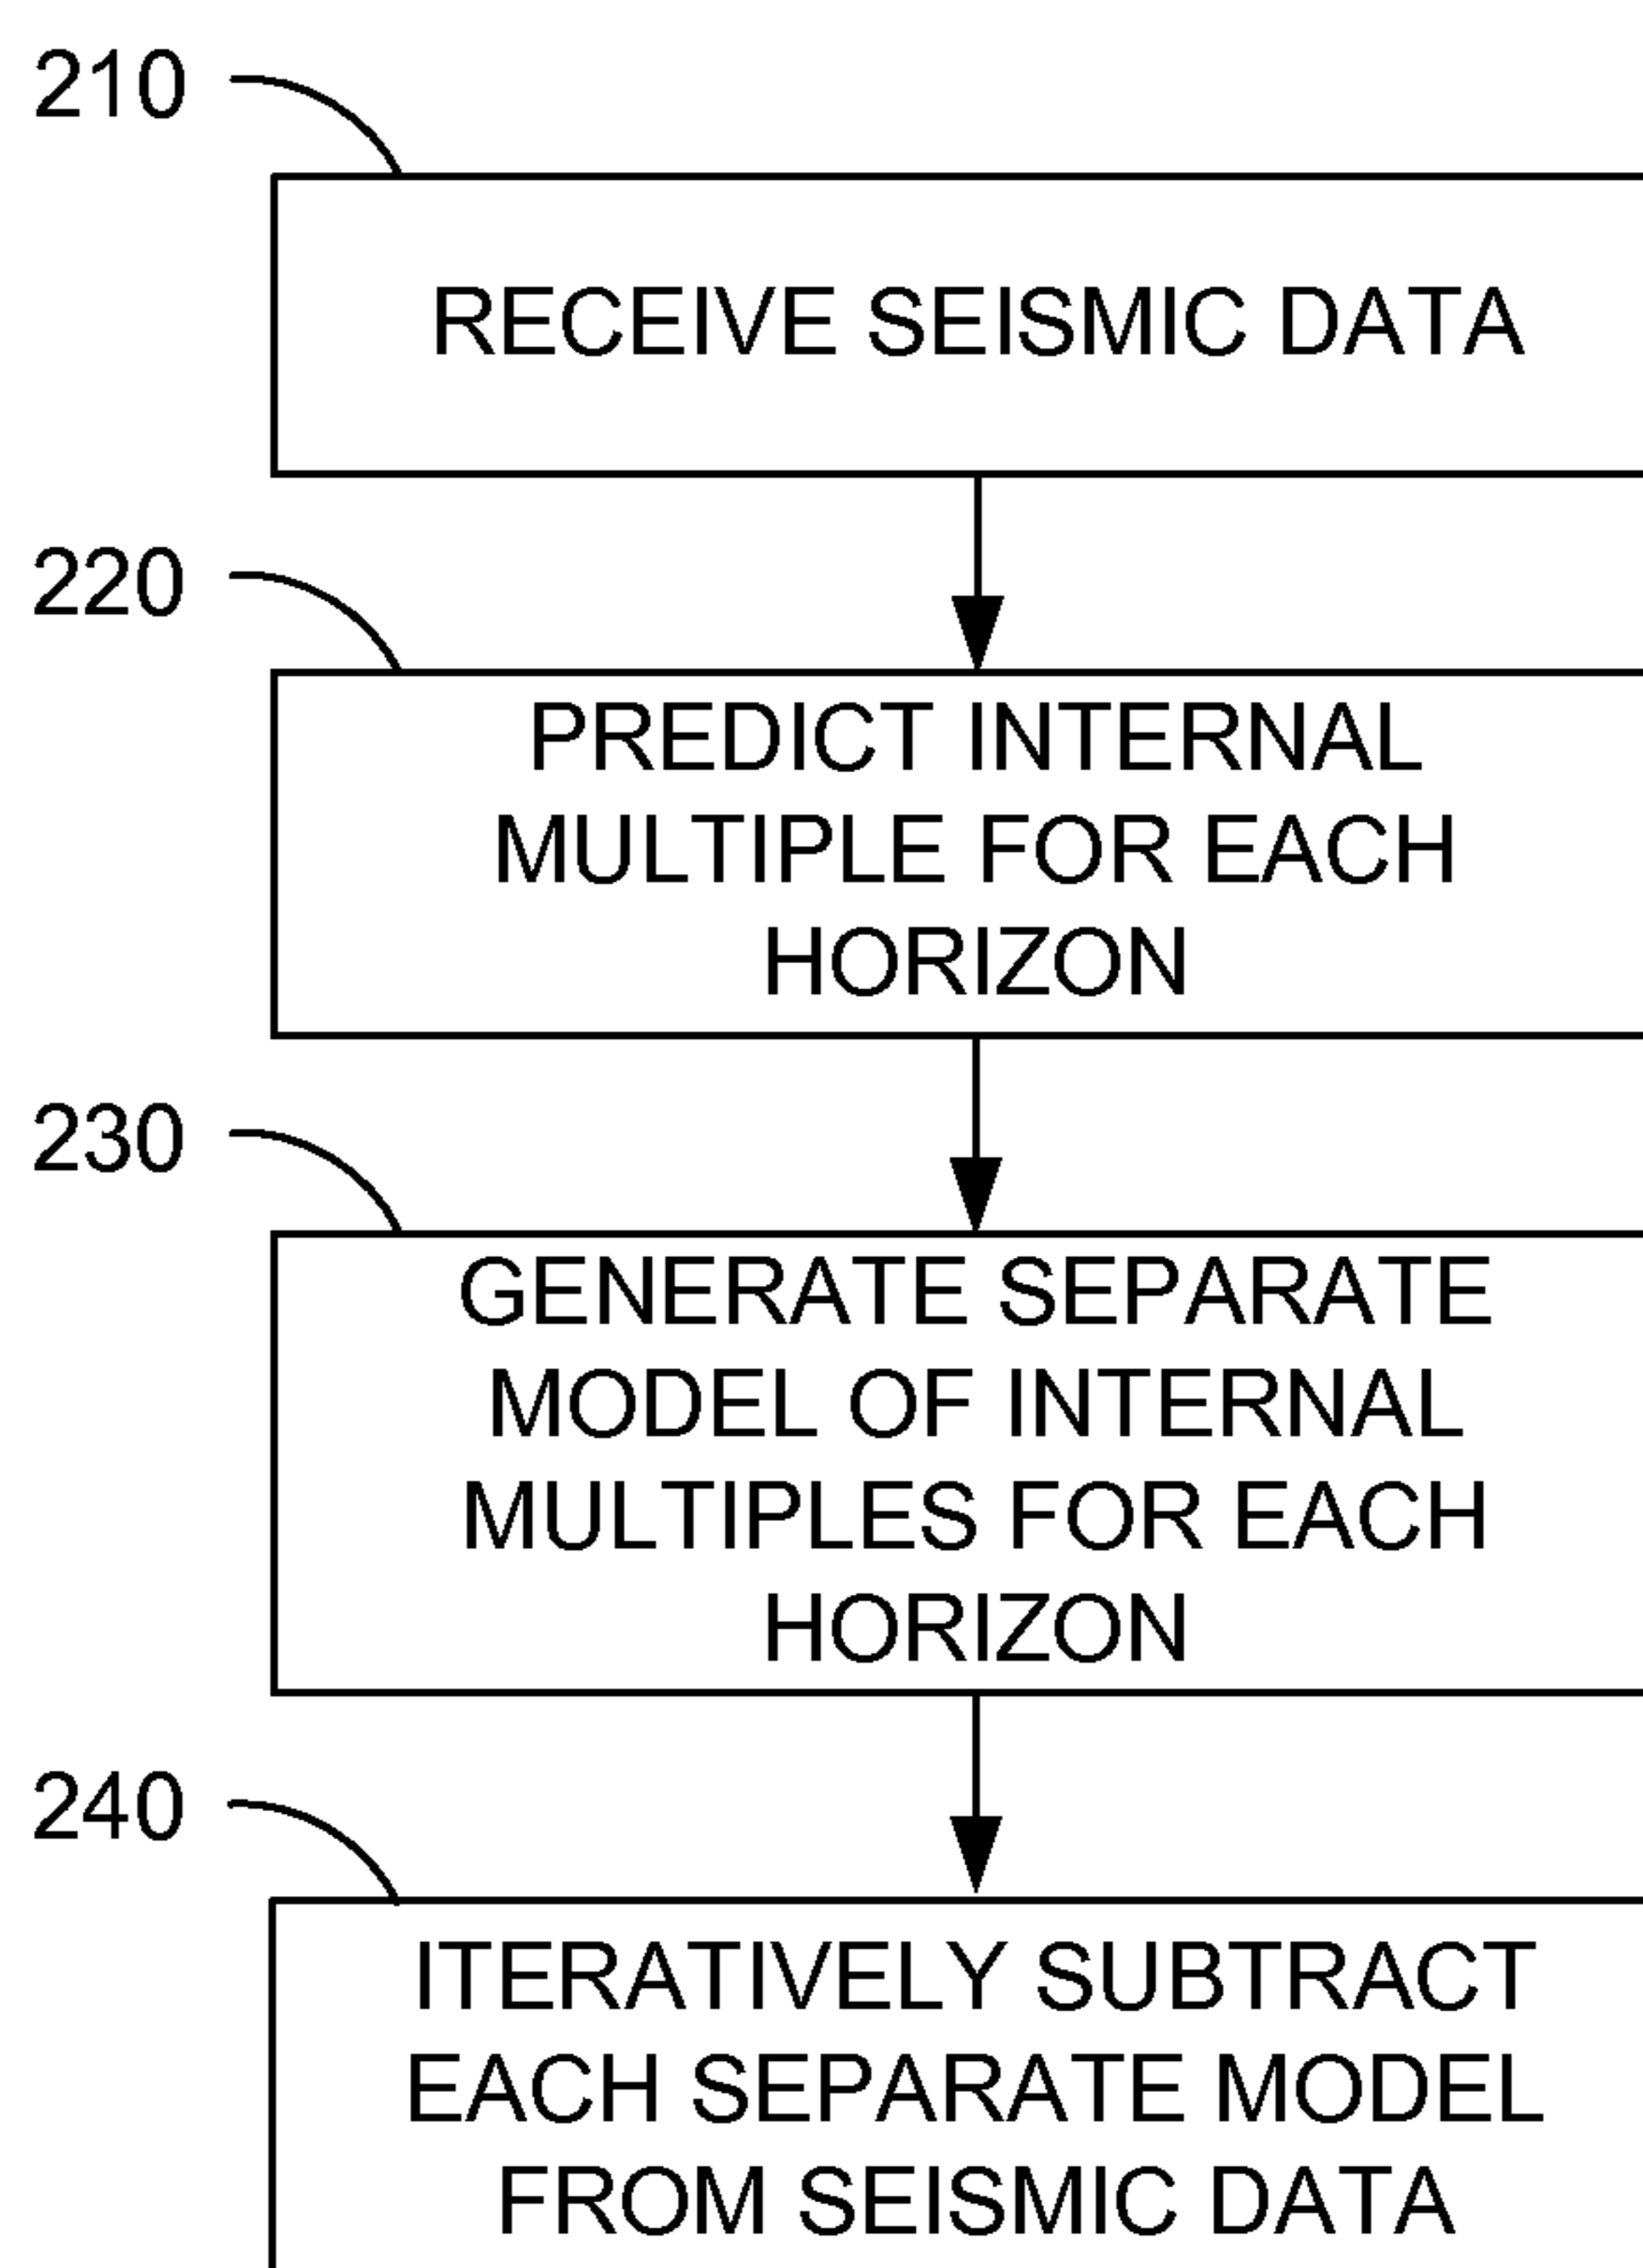 210
RECEIVE SEISMIC DATA
220
PREDICT INTERNAL
MULTIPLE FOR EACH
HORIZON
230
GENERATE SEPARATE
MODEL OF INTERNAL
MULTIPLES FOR EACH
HORIZON
240
ITERATIVELY SUBTRACT
EACH SEPARATE MODEL
FROM SEISMIC DATA